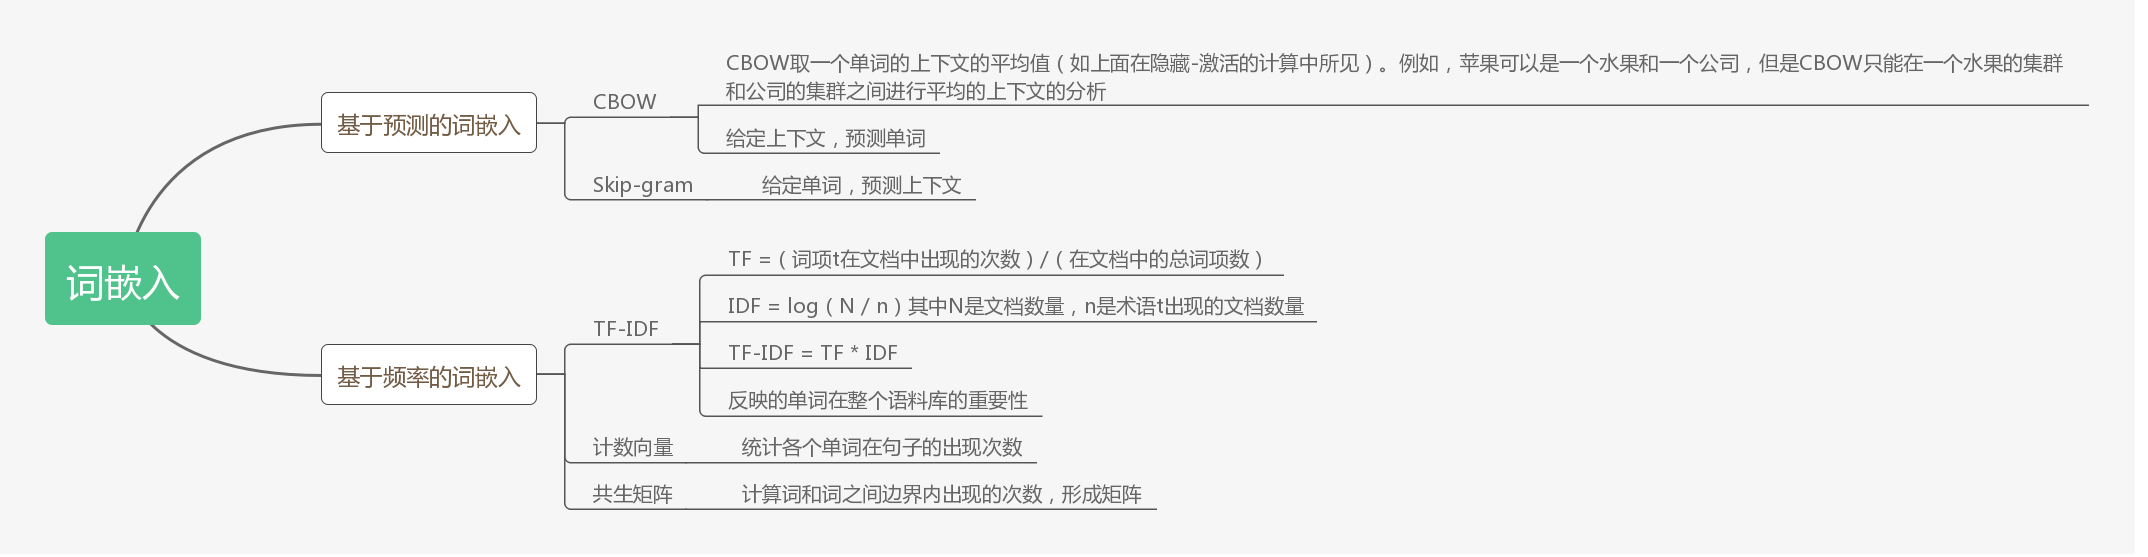 词嵌入
基于预测的词嵌入
CBOW
CBOW取一个单词的上下文的平均值（如上面在隐藏-激活的计算中所见）。例如，苹果可以是一个水果和一个公司，但是CBOW只能在一个水果的集群
和公司的集群之间进行平均的上下文的分析
给定上下文，预测单词
Skip-gram
给定单词，预测上下文
基于频率的词嵌入
TF-IDF
TF =（词项t在文档中出现的次数）/（在文档中的总词项数）
IDF = log（N / n）其中N是文档数量，n是术语t出现的文档数量
TF-IDF = TF * IDF
反映的单词在整个语料库的重要性
计数向量
统计各个单词在句子的出现次数
共生矩阵
计算词和词之间边界内出现的次数，形成矩阵